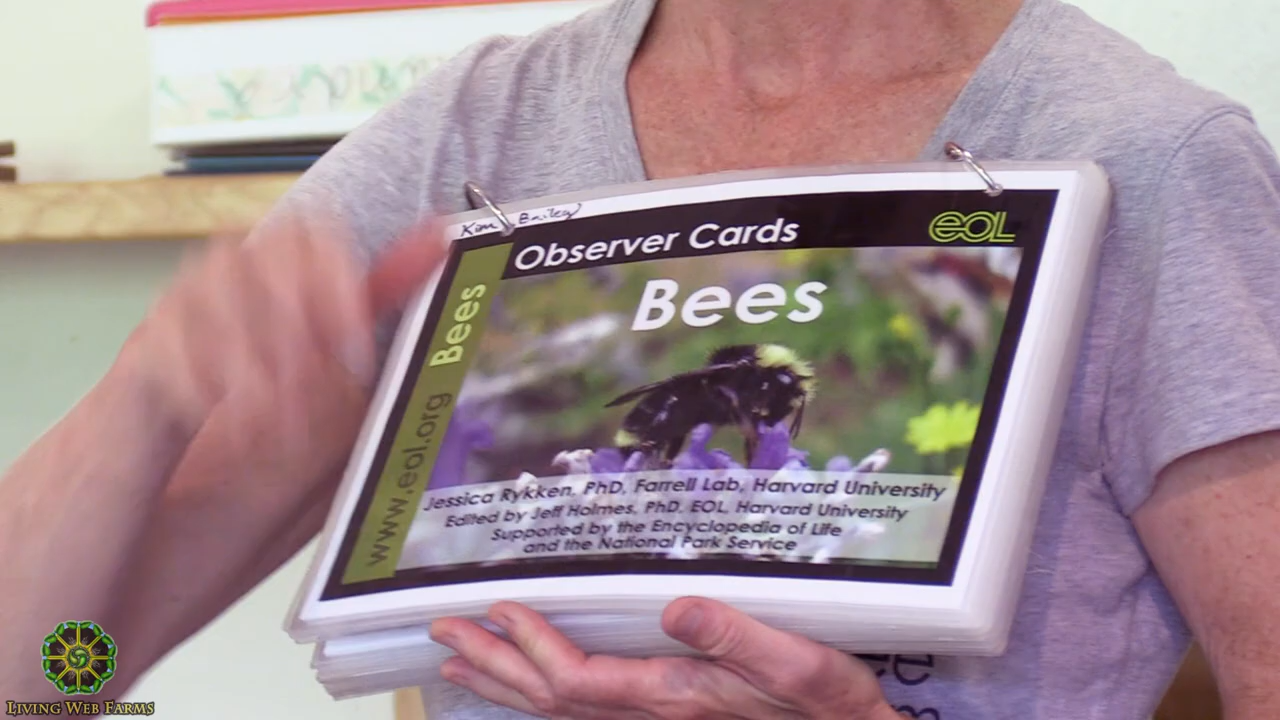 Kim Bailey
Observer Cards
eOL
Bees
Bees
www.eol.org
Jessica Rykken, PhD, Farrell Lab, Harvard University
Edited by Jeff Holmes, PhD, EOL, Harvard University
Supported by the Encyclopedia of Life
and the National Park Service
LIVING WEB FARMS